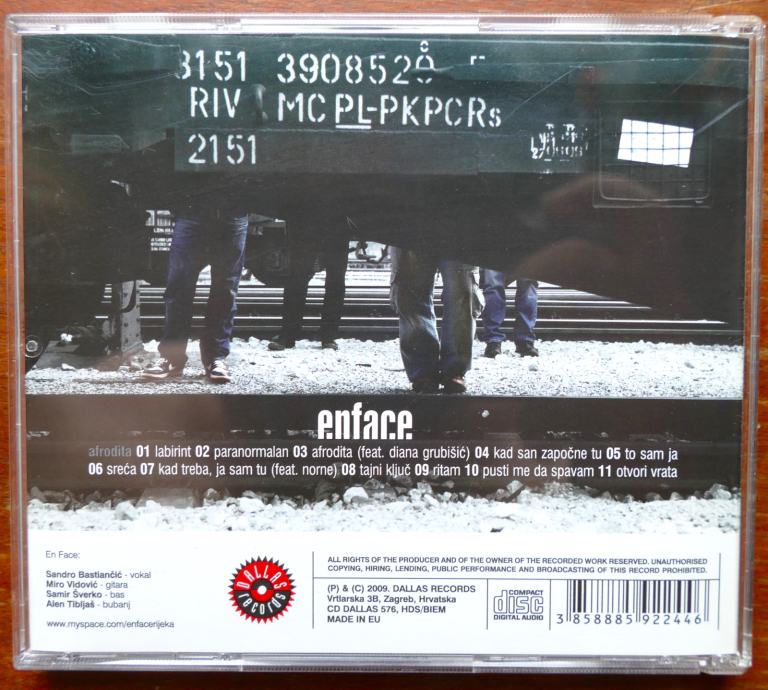 3151 3908520
RIV MC PL-PKPCRs
2151
enface
afrodita 01 labirint 02 paranormalan 03 afrodita (feat. diana grubišić) 04 kad san započne tu 05 to sam ja
06 sreća 07 kad treba, ja sam tu (feat. norne) 08 tajni ključ 09 ritam 10 pusti me da spavam 11 otvori vrata
En Face:
Sandro Bastiančić - vokal
Miro Vidović - gitara
Samir Šverko - bas
Alen Tibljaš - bubanj
www.myspace.com/enfacerijeka
DALLAS
records
ALL RIGHTS OF THE PRODUCER AND OF THE OWNER OF THE RECORDED WORK RESERVED. UNAUTHORISED
COPYING, HIRING, LENDING, PUBLIC PERFORMANCE AND BROADCASTING OF THIS RECORD PROHIBITED.
(P) & (C) 2009. DALLAS RECORDS
Vrtlarska 3B, Zagreb, Hrvatska
CD DALLAS 576, HDS/BIEM
MADE IN EU
COMPACT
disc
DIGITAL AUDIO
3 858885 922446